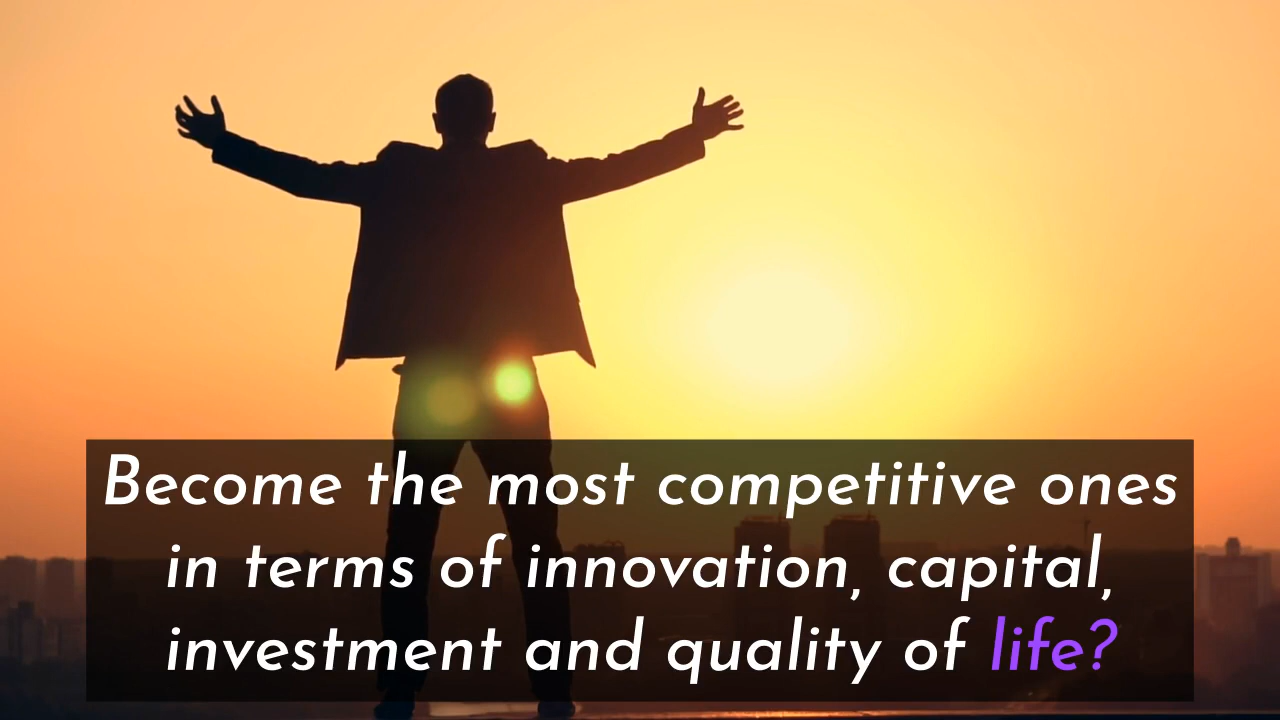 Become the most competitive ones
in terms of innovation, capital,
investment and quality of life?